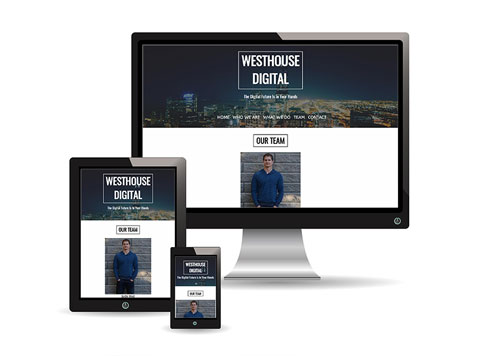 WESTHOUSE
DIGITAL
The Digital Future Is In Your Hands
HOME WHO WE ARE WHAT WE DO TEAM CONTACT
OUR TEAM
WESTHOUSE
DIGITAL
The Digital Future Is In Your Hands
OUR TEAM
WESTHOUSE
DIGITAL
The Digital Future Is In Your Hands
OUR TEAM